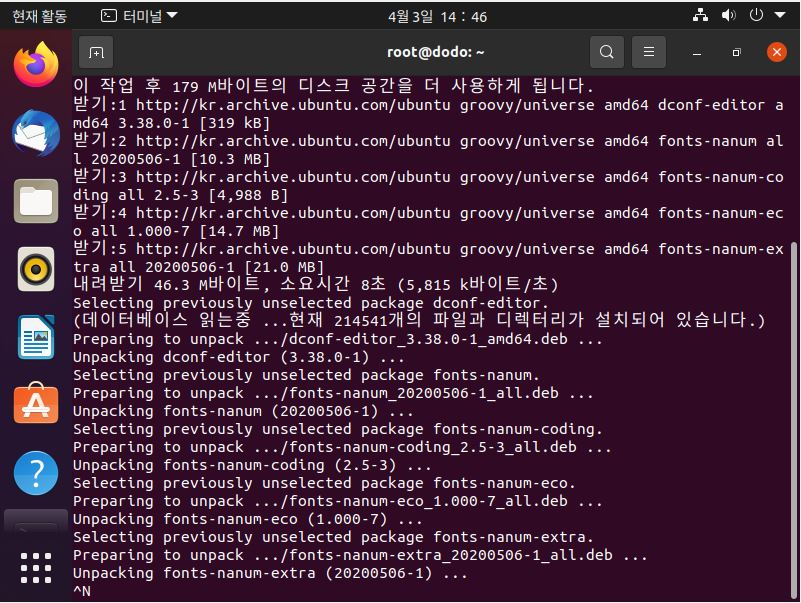 현재 활동
터미널
4월 3일 14 : 46
root@dodo: ~
이 작업 후 179 M바이트의 디스크 공간을 더 사용하게 됩니다.
받기:1 http://kr.archive.ubuntu.com/ubuntu groovy/universe amd64 dconf-editor a
md64 3.38.0-1 [319 kB]
받기:2 http://kr.archive.ubuntu.com/ubuntu groovy/universe amd64 fonts-nanum al
l 20200506-1 [10.3 MB]
받기:3 http://kr.archive.ubuntu.com/ubuntu groovy/universe amd64 fonts-nanum-co
ding all 2.5-3 [4,988 B]
받기:4 http://kr.archive.ubuntu.com/ubuntu groovy/universe amd64 fonts-nanum-ec
o all 1.000-7 [14.7 MB]
받기:5 http://kr.archive.ubuntu.com/ubuntu groovy/universe amd64 fonts-nanum-ex
tra all 20200506-1 [21.0 MB]
내려받기 46.3 M바이트, 소요시간 8초 (5,815 k바이트/초)
Selecting previously unselected package dconf-editor.
(데이터베이스 읽는중 ...현재 214541개의 파일과 디렉터리가 설치되어 있습니다.)
Preparing to unpack .../dconf-editor_3.38.0-1_amd64.deb ...
Unpacking dconf-editor (3.38.0-1) ...
Selecting previously unselected package fonts-nanum.
Preparing to unpack .../fonts-nanum_20200506-1_all.deb ...
Unpacking fonts-nanum (20200506-1) ...
Selecting previously unselected package fonts-nanum-coding.
Preparing to unpack .../fonts-nanum-coding_2.5-3_all.deb ...
Unpacking fonts-nanum-coding (2.5-3) ...
Selecting previously unselected package fonts-nanum-eco.
Preparing to unpack .../fonts-nanum-eco_1.000-7_all.deb ...
Unpacking fonts-nanum-eco (1.000-7) ...
Selecting previously unselected package fonts-nanum-extra.
Preparing to unpack .../fonts-nanum-extra_20200506-1_all.deb ...
Unpacking fonts-nanum-extra (20200506-1) ...
^N